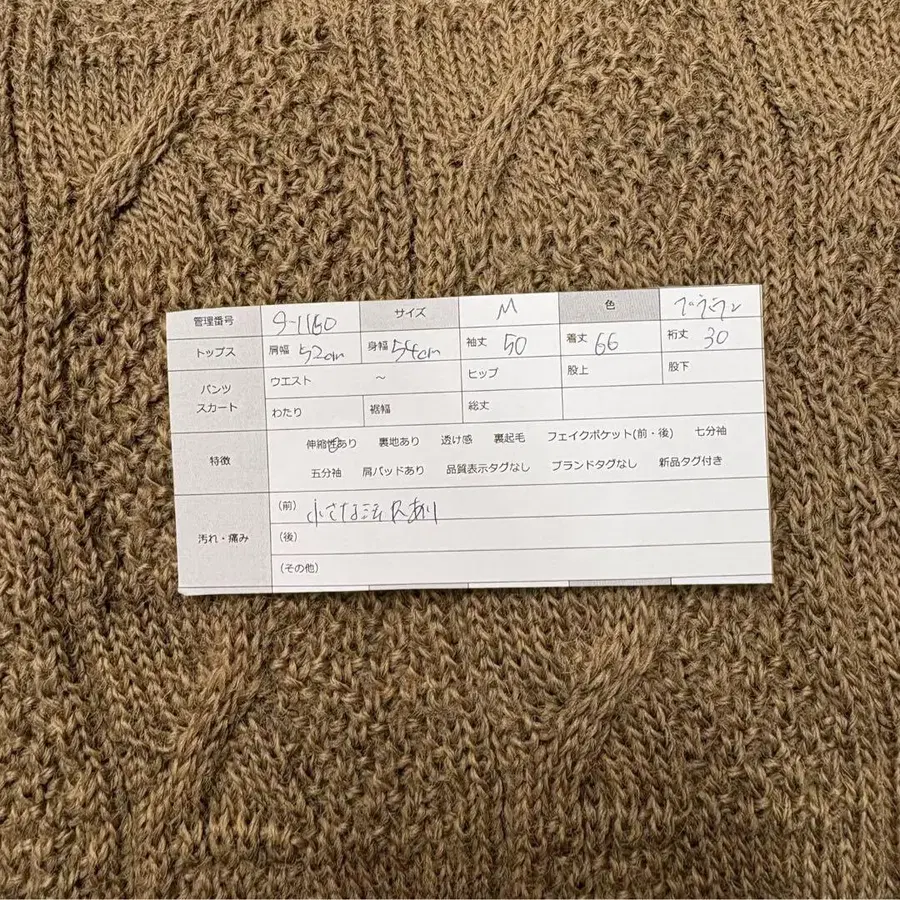 管理番号 S-1160 サイズ M 色 ブラウン
トップス 肩幅 52cm 身幅 54cm 袖丈 50 着丈 66 裄丈 30
パンツ スカート ウエスト ~ ヒップ 股上 股下
わたり 裾幅 総丈
特徴 伸縮性あり 裏地あり 透け感 裏起毛 フェイクポケット(前・後) 七分袖
五分袖 肩パッドあり 品質表示タグなし ブランドタグなし 新品タグ付き
汚れ・痛み (前) 小さな汚れあり
(後)
(その他)